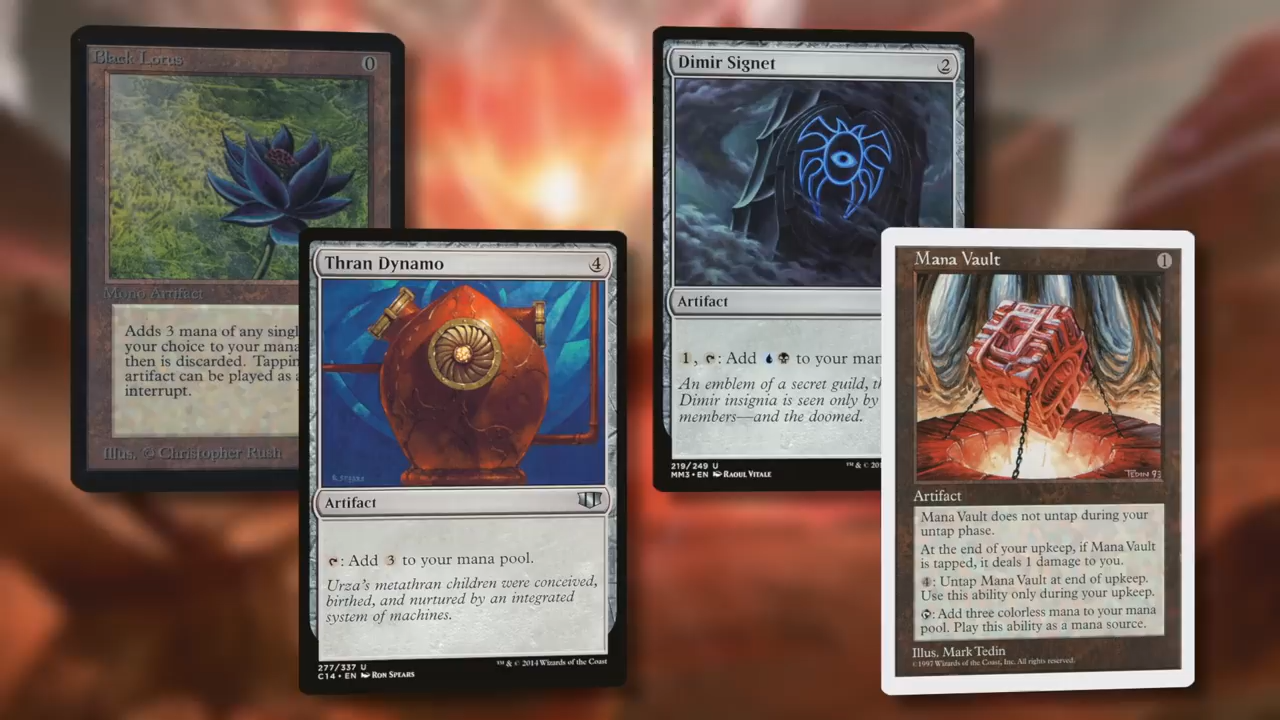 Black Lotus 0
Mono Artifact
Adds 3 mana of any singl
your choice to your mana
then is discarded. Tappin
artifact can be played as a
interrupt.
Illus. © Christopher Rush
Thran Dynamo 4
R. SPEARS
Artifact
: Add 3 to your mana pool.
Urza's metathran children were conceived,
birthed, and nurtured by an integrated
system of machines.
277/337 U
C14 • EN Ron Spears
™ & © 2014 Wizards of the Coast
Dimir Signet 2
Artifact
1, : Add to your man
An emblem of a secret guild, th
Dimir insignia is seen only by
members—and the doomed.
219/249 U
MM3 • EN Raoul Vitale
™ & © 201
Mana Vault 1
TEDIN 93
Artifact
Mana Vault does not untap during your
untap phase.
At the end of your upkeep, if Mana Vault
is tapped, it deals 1 damage to you.
4: Untap Mana Vault at end of upkeep.
Use this ability only during your upkeep.
: Add three colorless mana to your mana
pool. Play this ability as a mana source.
Illus. Mark Tedin
© 1997 Wizards of the Coast, Inc. All rights reserved.